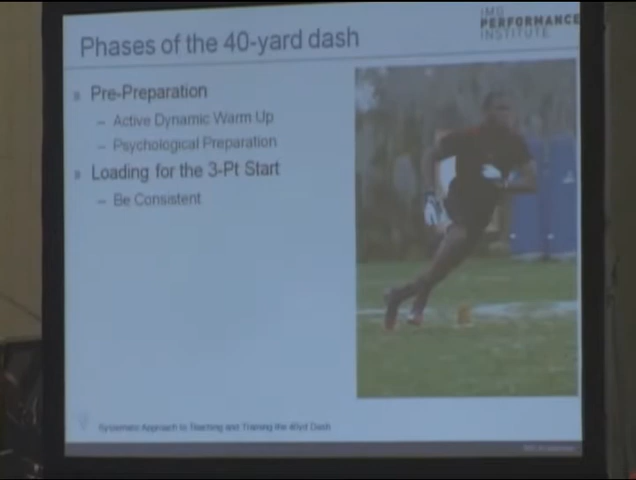 Phases of the 40-yard dash
IMG
PERFORMANCE
INSTITUTE
Pre-Preparation
– Active Dynamic Warm Up
– Psychological Preparation
Loading for the 3-Pt Start
– Be Consistent
Systematic Approach to Teaching and Training the 40yd Dash